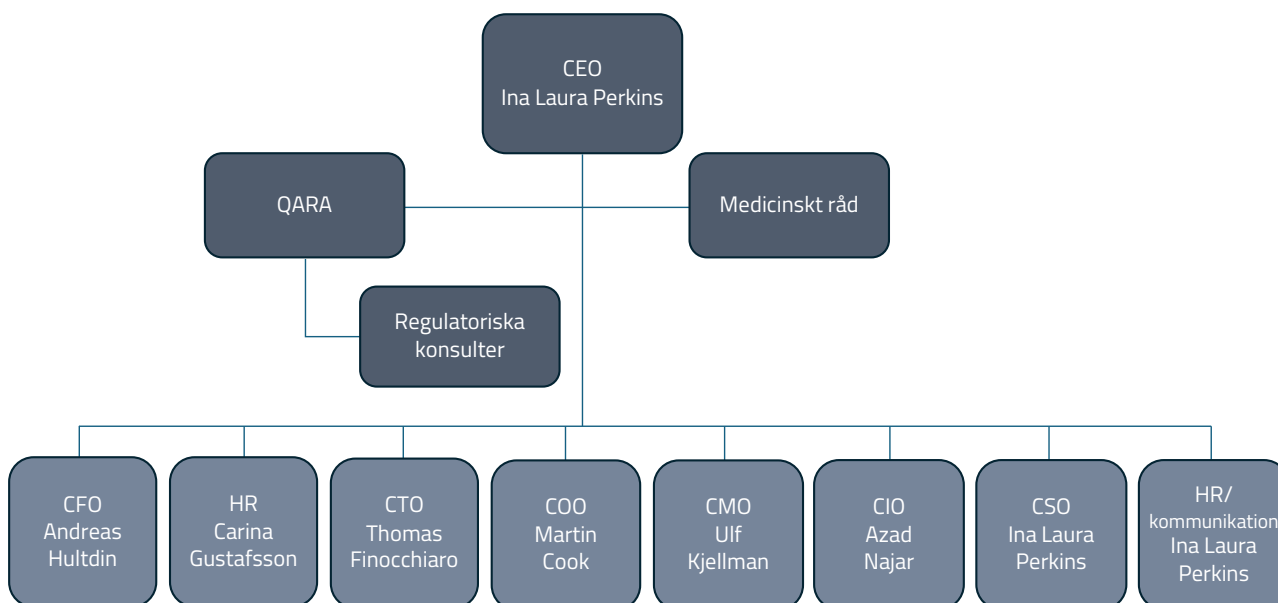 CEO
Ina Laura Perkins
QARA
Medicinskt råd
Regulatoriska
konsulter
CFO
Andreas
Hultdin
HR
Carina
Gustafsson
CTO
Thomas
Finocchiaro
COO
Martin
Cook
CMO
Ulf
Kjellman
CIO
Azad
Najar
CSO
Ina Laura
Perkins
HR/
kommunikation
Ina Laura
Perkins